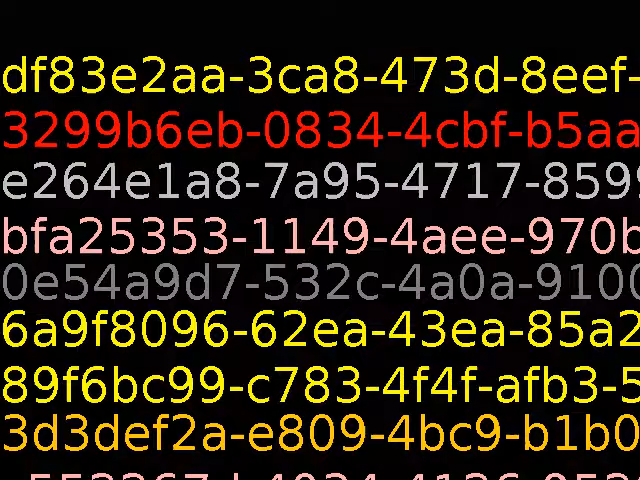 df83e2aa-3ca8-473d-8eef-
3299b6eb-0834-4cbf-b5aa
e264e1a8-7a95-4717-8599
bfa25353-1149-4aee-970b
0e54a9d7-532c-4a0a-9100
6a9f8096-62ea-43ea-85a2
89f6bc99-c783-4f4f-afb3-5
3d3def2a-e809-4bc9-b1b0